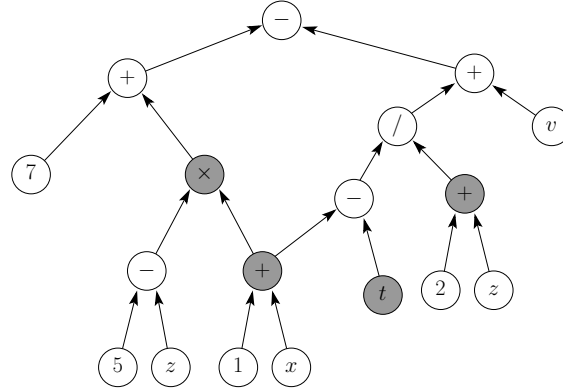 −
+ +
/ v
7 × − +
− + t 2 z
5 z 1 x